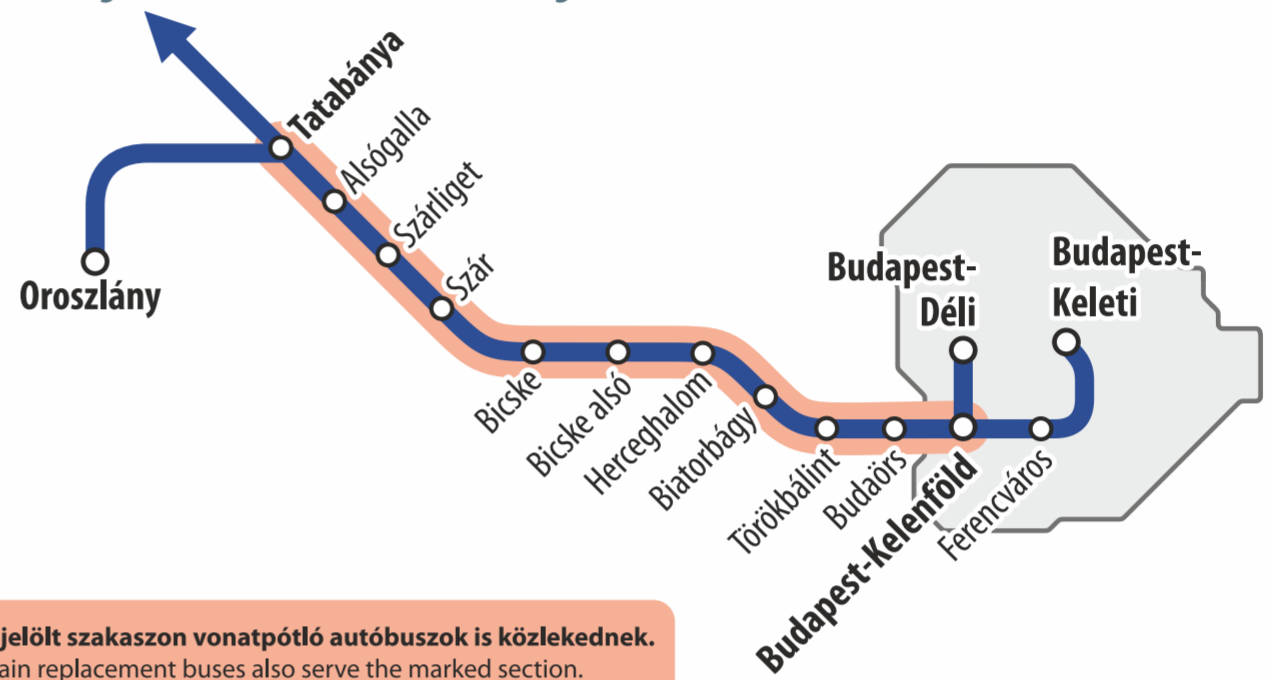 Tatabánya
Alsógalla
Szárliget
Szár
Oroszlány
Bicske
Bicske alsó
Herceghalom
Biatorbágy
Törökbálint
Budaörs
Budapest-Kelenföld
Ferencváros
Budapest-
Déli
Budapest-
Keleti
jelölt szakaszon vonatpótló autóbuszok is közlekednek.
replacement buses also serve the marked section.